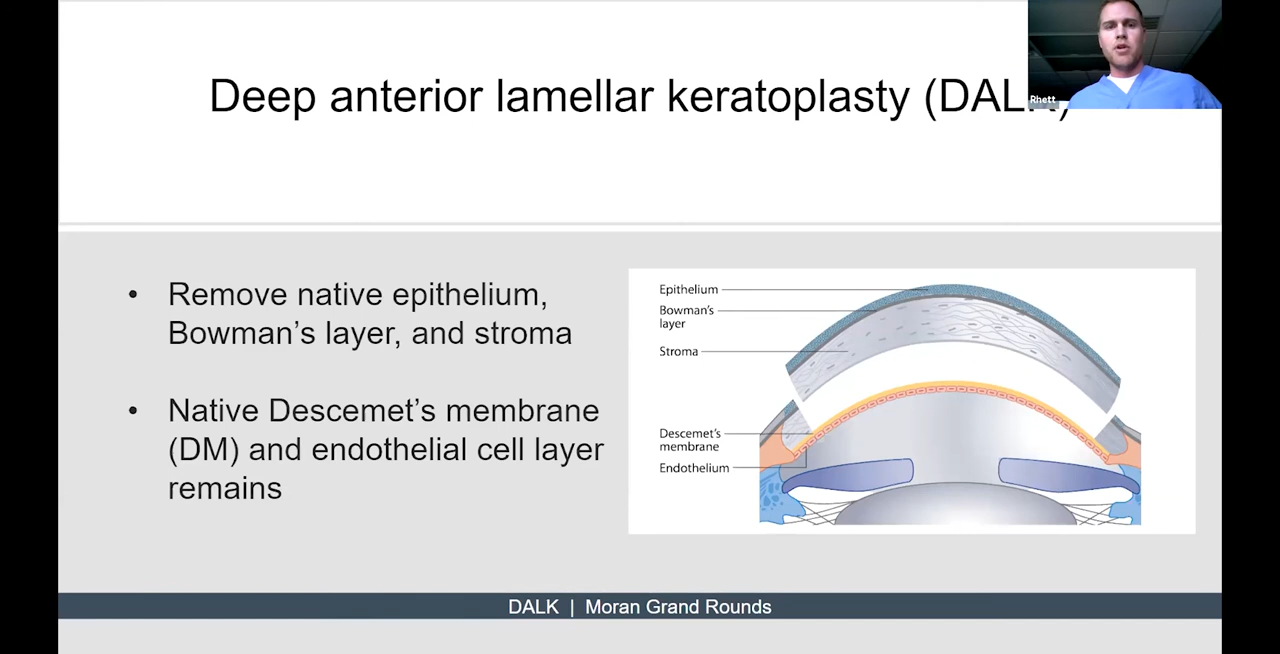 Deep anterior lamellar keratoplasty (DALK)
Rhett
• Remove native epithelium,
Bowman’s layer, and stroma
• Native Descemet’s membrane
(DM) and endothelial cell layer
remains
Epithelium
Bowman’s
layer
Stroma
Descemet’s
membrane
Endothelium
DALK | Moran Grand Rounds